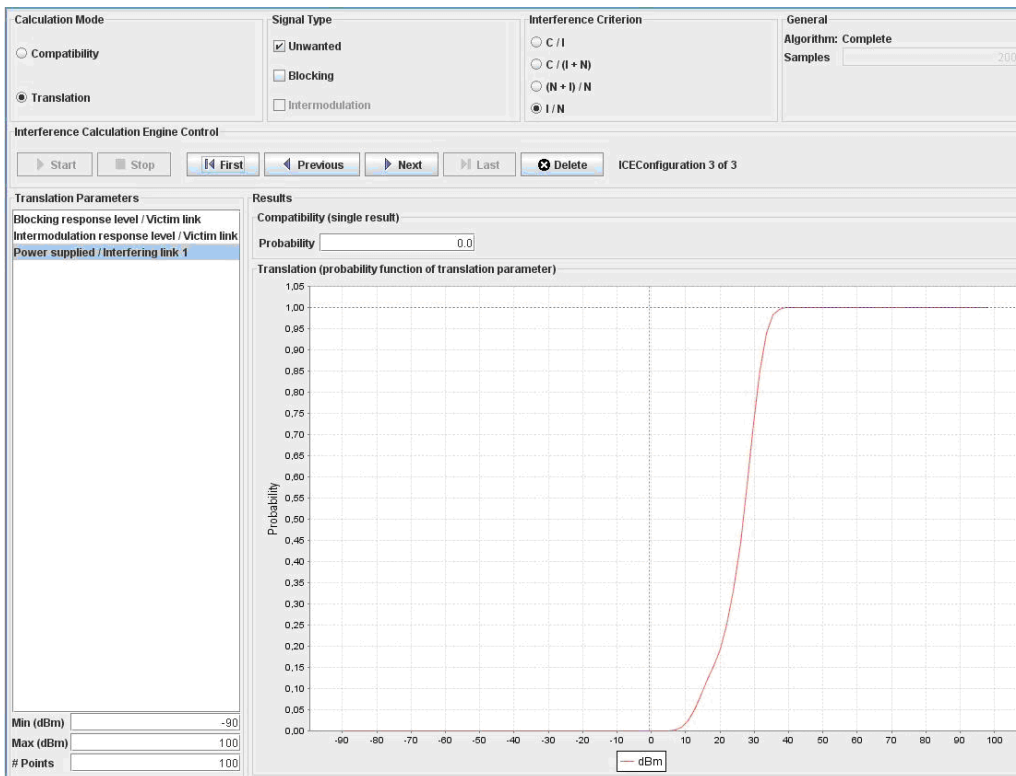 Calculation Mode
Compatibility
Translation
Signal Type
Unwanted
Blocking
Intermodulation
Interference Criterion
C / I
C / (I + N)
(N + I) / N
I / N
General
Algorithm: Complete
Samples 200
Interference Calculation Engine Control
Start Stop First Previous Next Last Delete ICEConfiguration 3 of 3
Translation Parameters
Blocking response level / Victim link
Intermodulation response level / Victim link
Power supplied / Interfering link 1
Min (dBm) -90
Max (dBm) 100
# Points 100
Results
Compatibility (single result)
Probability 0.0
Translation (probability function of translation parameter)
1,05
1,00
0,95
0,90
0,85
0,80
0,75
0,70
0,65
0,60
0,55
0,50
0,45
0,40
0,35
0,30
0,25
0,20
0,15
0,10
0,05
0,00
Probability
-90 -80 -70 -60 -50 -40 -30 -20 -10 0 10 20 30 40 50 60 70 80 90 100
dBm